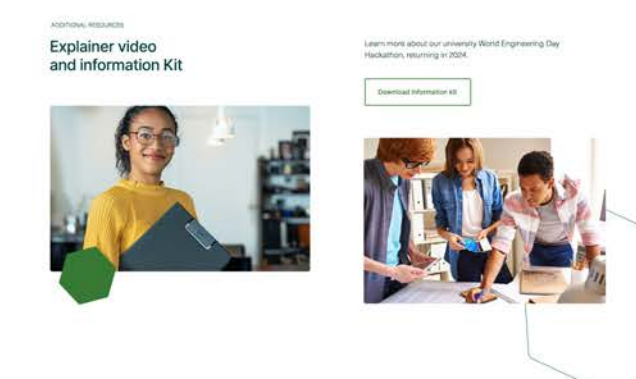 ADDITIONAL RESOURCES
Explainer video
and information Kit
Learn more about our university World Engineering Day
Hackathon, returning in 2024.
Download information kit